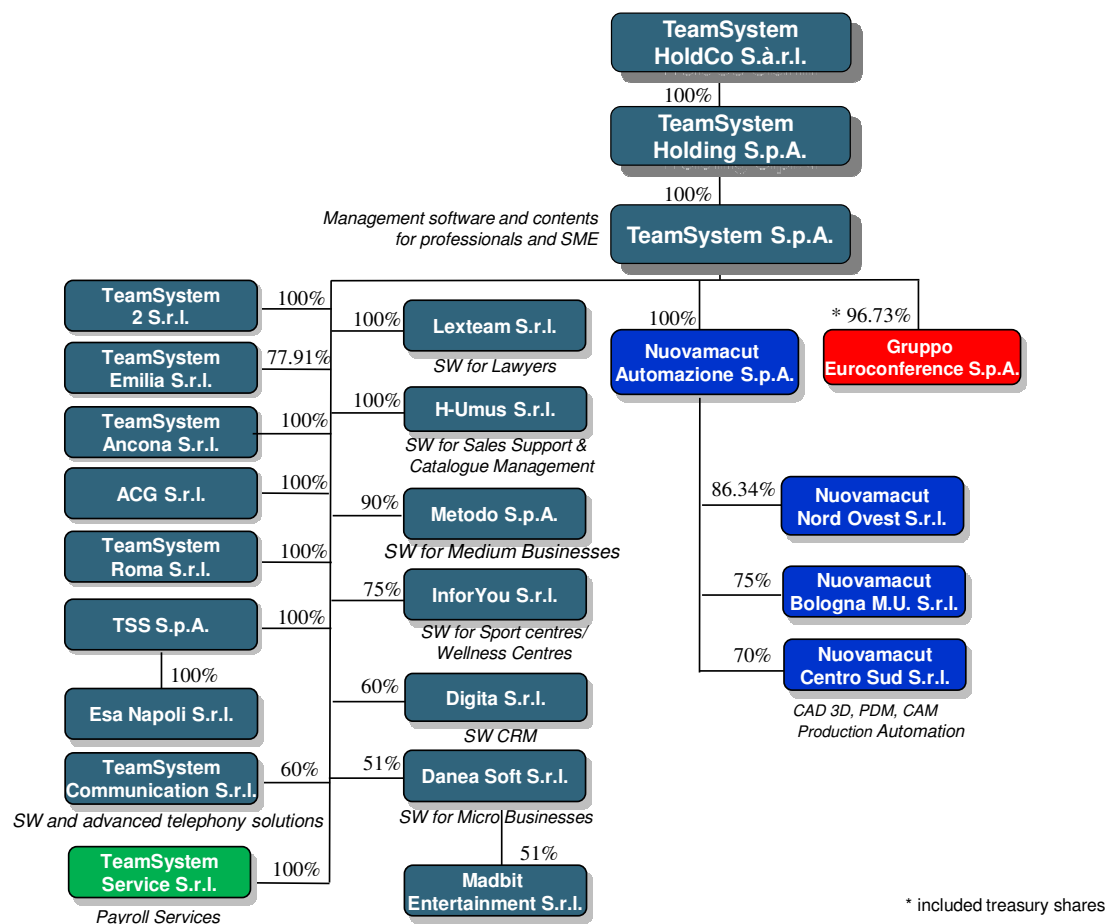 TeamSystem
HoldCo S.à.r.l.
100%
TeamSystem
Holding S.p.A.
100%
Management software and contents
for professionals and SME
TeamSystem S.p.A.
TeamSystem
2 S.r.l.
100%
TeamSystem
Emilia S.r.l.
77.91%
TeamSystem
Ancona S.r.l.
100%
ACG S.r.l.
100%
TeamSystem
Roma S.r.l.
100%
TSS S.p.A.
100%
100%
Esa Napoli S.r.l.
TeamSystem
Communication S.r.l.
60%
SW and advanced telephony solutions
TeamSystem
Service S.r.l.
100%
Payroll Services
100%
Lexteam S.r.l.
SW for Lawyers
100%
H-Umus S.r.l.
SW for Sales Support &
Catalogue Management
90%
Metodo S.p.A.
SW for Medium Businesses
75%
InforYou S.r.l.
SW for Sport centres/
Wellness Centres
60%
Digita S.r.l.
SW CRM
51%
Danea Soft S.r.l.
SW for Micro Businesses
51%
Madbit
Entertainment S.r.l.
100%
Nuovamacut
Automazione S.p.A.
* 96.73%
Gruppo
Euroconference S.p.A.
86.34%
Nuovamacut
Nord Ovest S.r.l.
75%
Nuovamacut
Bologna M.U. S.r.l.
70%
Nuovamacut
Centro Sud S.r.l.
CAD 3D, PDM, CAM
Production Automation
* included treasury shares